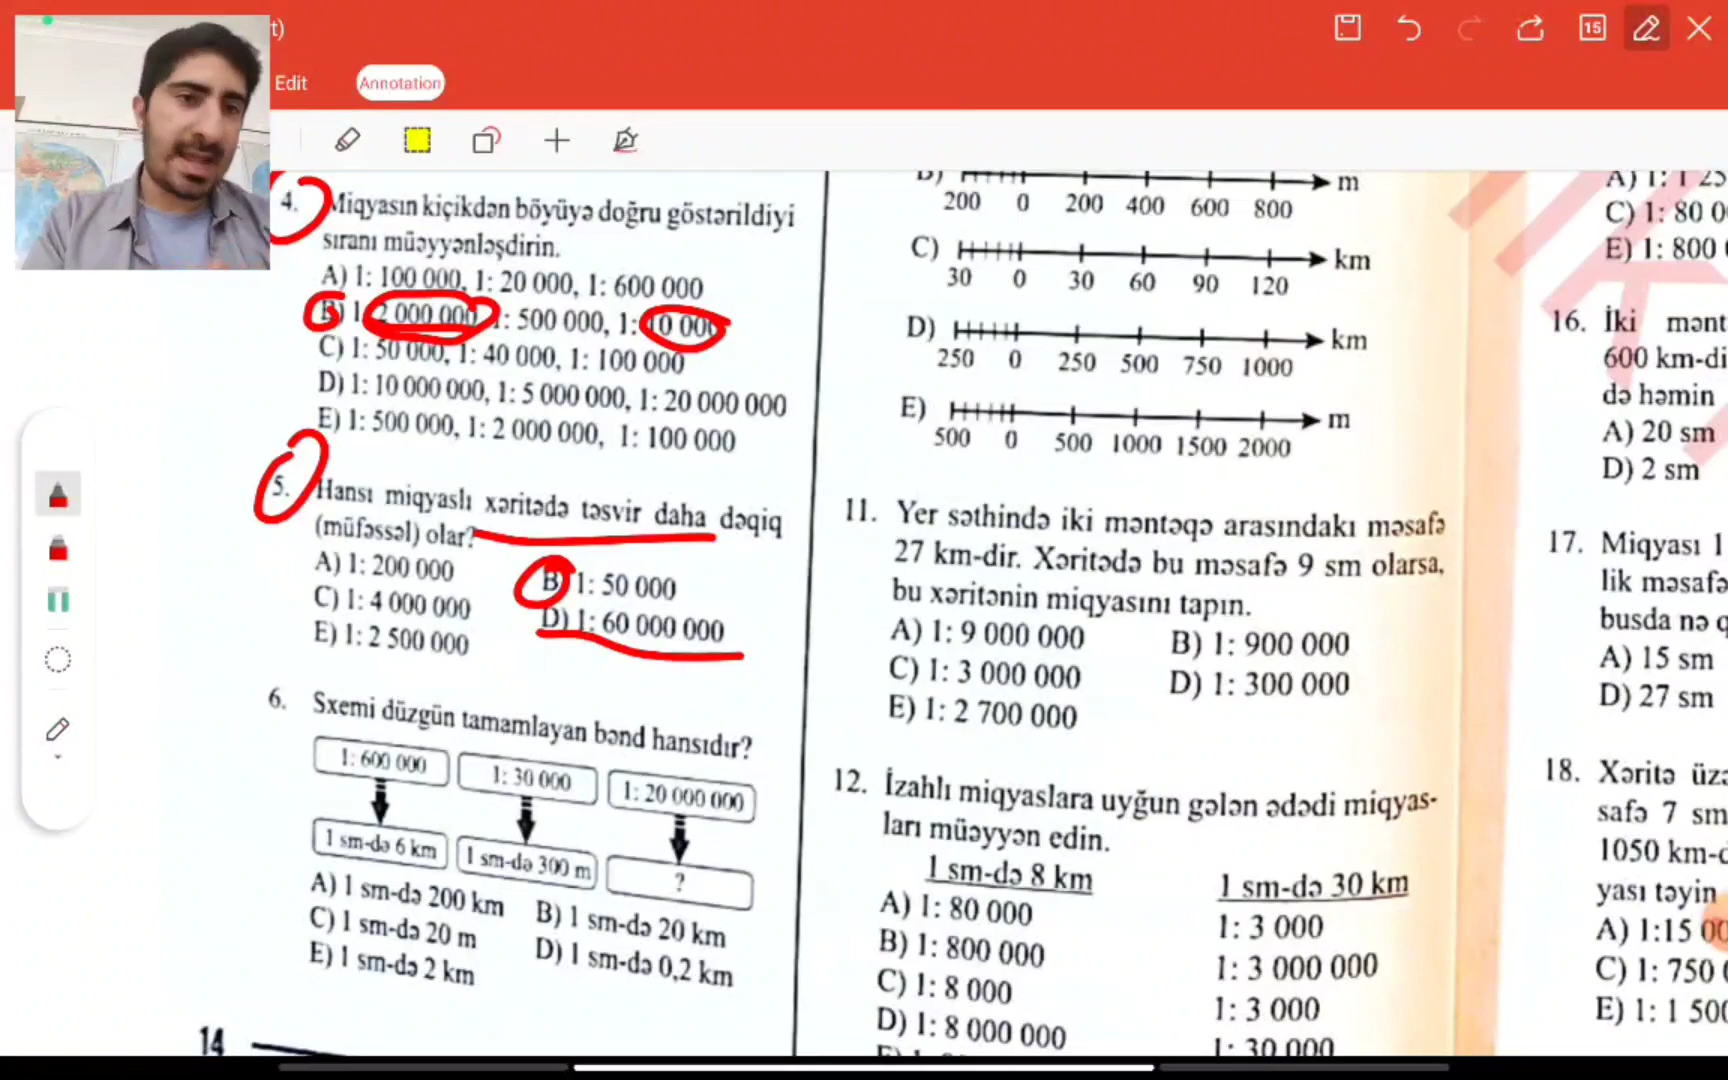 t)
15
Edit
Annotation
4. Miqyasın kiçikdən böyüyə doğru göstərildiyi
sıranı müəyyənləşdirin.
A) 1: 100 000, 1: 20 000, 1: 600 000
B) 1: 2 000 000, 1: 500 000, 1: 10 000
C) 1: 50 000, 1: 40 000, 1: 100 000
D) 1: 10 000 000, 1: 5 000 000, 1: 20 000 000
E) 1: 500 000, 1: 2 000 000, 1: 100 000
5. Hansı miqyaslı xəritədə təsvir daha dəqiq
(müfəssəl) olar?
A) 1: 200 000
B) 1: 50 000
C) 1: 4 000 000
D) 1: 60 000 000
E) 1: 2 500 000
6. Sxemi düzgün tamamlayan bənd hansıdır?
1: 600 000
1: 30 000
1: 20 000 000
1 sm-də 6 km
1 sm-də 300 m
?
A) 1 sm-də 200 km
B) 1 sm-də 20 km
C) 1 sm-də 20 m
D) 1 sm-də 0,2 km
E) 1 sm-də 2 km
14
m
200 0 200 400 600 800
C) km
30 0 30 60 90 120
D) km
250 0 250 500 750 1000
E) m
500 0 500 1000 1500 2000
11. Yer səthində iki məntəqə arasındakı məsafə
27 km-dir. Xəritədə bu məsafə 9 sm olarsa,
bu xəritənin miqyasını tapın.
A) 1: 9 000 000
B) 1: 900 000
C) 1: 3 000 000
D) 1: 300 000
E) 1: 2 700 000
12. İzahlı miqyaslara uyğun gələn ədədi miqyas-
ları müəyyən edin.
1 sm-də 8 km 1 sm-də 30 km
A) 1: 80 000 1: 3 000
B) 1: 800 000 1: 3 000 000
C) 1: 8 000 1: 3 000
D) 1: 8 000 000 1: 30 000
A) 1: 1 25
C) 1: 80 0
E) 1: 800
16. İki mənt
600 km-di
də həmin
A) 20 sm
D) 2 sm
17. Miqyası 1
lik məsafə
busda nə q
A) 15 sm
D) 27 sm
18. Xəritə üzə
safə 7 sm
1050 km-d
yası təyin
A) 1:15 00
C) 1: 750
E) 1: 1 500